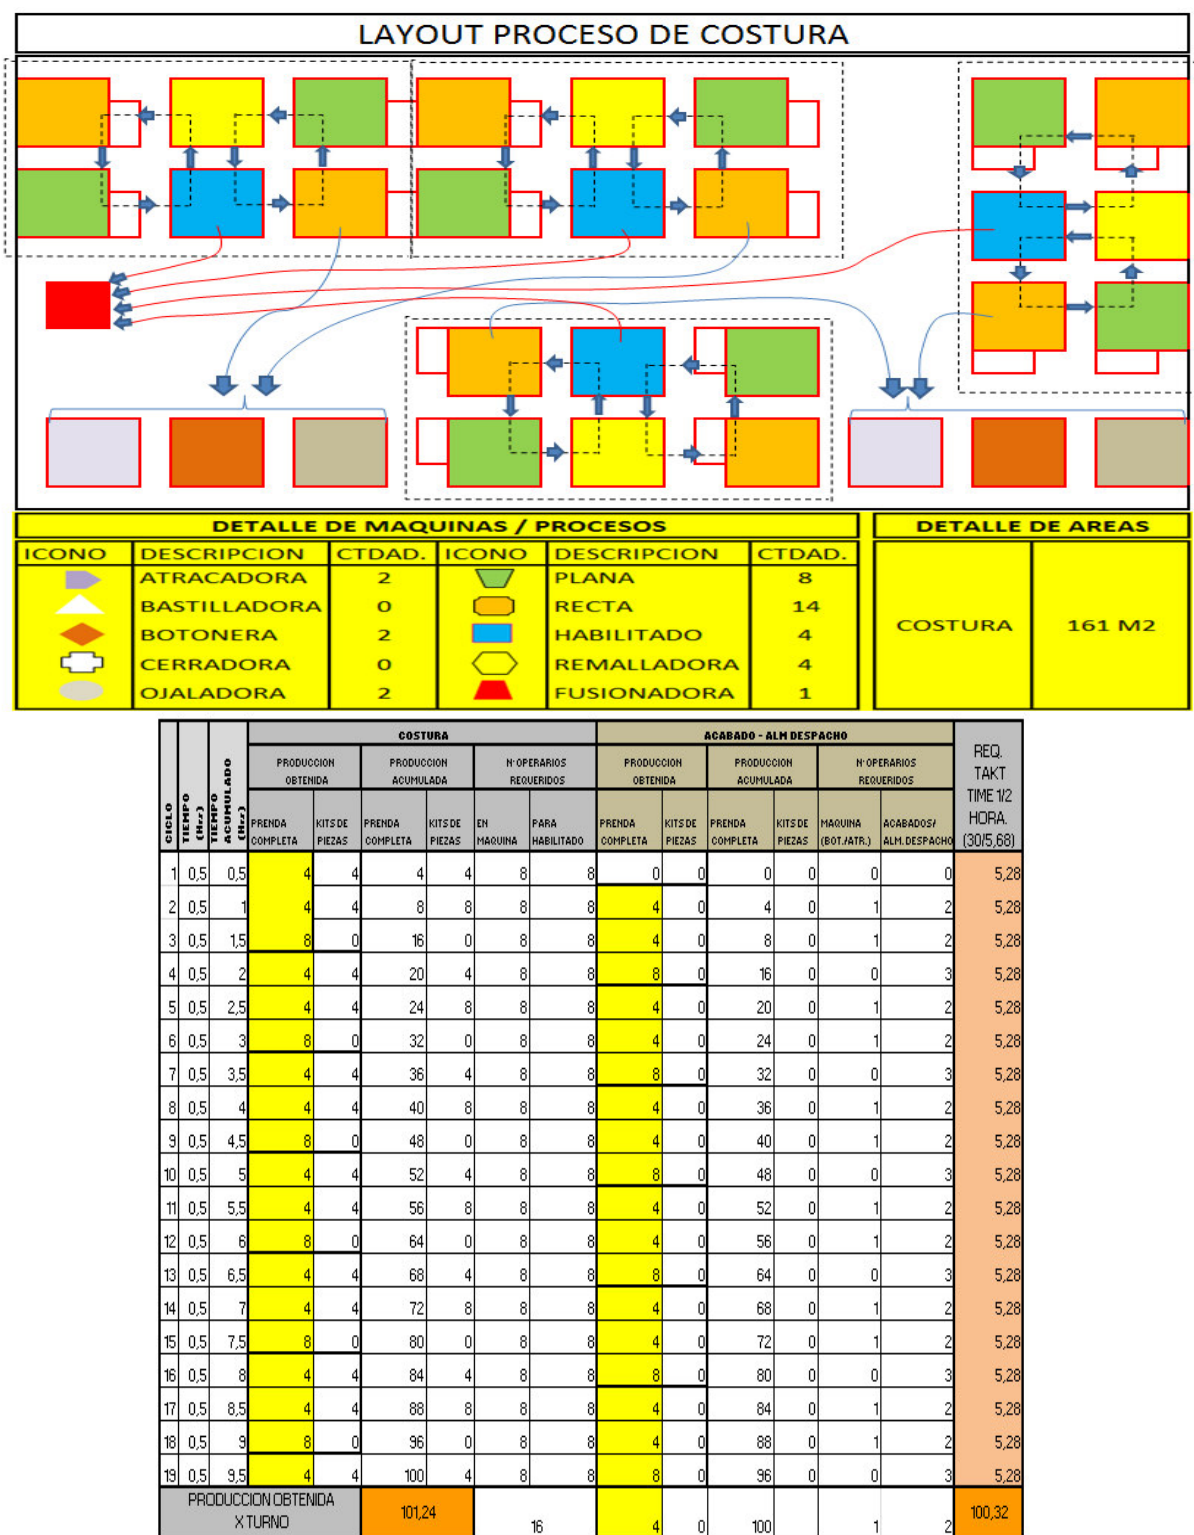 LAYOUT PROCESO DE COSTURA
DETALLE DE MAQUINAS / PROCESOS
ICONO DESCRIPCION CTDAD. ICONO DESCRIPCION CTDAD.
ATRACADORA 2 PLANA 8
BASTILLADORA 0 RECTA 14
BOTONERA 2 HABILITADO 4
CERRADORA 0 REMALLADORA 4
OJALADORA 2 FUSIONADORA 1
DETALLE DE AREAS
COSTURA 161 M2
CICLO
TIEMPO (Hrz)
TIEMPO ACUMULADO (Hrz)
COSTURA
ACABADO - ALM DESPACHO
REQ. TAKT TIME 1/2 HORA. (30/5,68)
PRODUCCION OBTENIDA
PRODUCCION ACUMULADA
N·OPERARIOS REQUERIDOS
PRODUCCION OBTENIDA
PRODUCCION ACUMULADA
N·OPERARIOS REQUERIDOS
PRENDA COMPLETA
KITS DE PIEZAS
PRENDA COMPLETA
KITS DE PIEZAS
EN MAQUINA
PARA HABILITADO
PRENDA COMPLETA
KITS DE PIEZAS
PRENDA COMPLETA
KITS DE PIEZAS
MAQUINA (BOT./ATR.)
ACABADOS/ ALM. DESPACHO
1 0,5 0,5 4 4 4 4 8 8 0 0 0 0 0 0 5,28
2 0,5 1 4 4 8 8 8 8 4 0 4 0 1 2 5,28
3 0,5 1,5 8 0 16 0 8 8 4 0 8 0 1 2 5,28
4 0,5 2 4 4 20 4 8 8 8 0 16 0 0 3 5,28
5 0,5 2,5 4 4 24 8 8 8 4 0 20 0 1 2 5,28
6 0,5 3 8 0 32 0 8 8 4 0 24 0 1 2 5,28
7 0,5 3,5 4 4 36 4 8 8 8 0 32 0 0 3 5,28
8 0,5 4 4 4 40 8 8 8 4 0 36 0 1 2 5,28
9 0,5 4,5 8 0 48 0 8 8 4 0 40 0 1 2 5,28
10 0,5 5 4 4 52 4 8 8 8 0 48 0 0 3 5,28
11 0,5 5,5 4 4 56 8 8 8 4 0 52 0 1 2 5,28
12 0,5 6 8 0 64 0 8 8 4 0 56 0 1 2 5,28
13 0,5 6,5 4 4 68 4 8 8 8 0 64 0 0 3 5,28
14 0,5 7 4 4 72 8 8 8 4 0 68 0 1 2 5,28
15 0,5 7,5 8 0 80 0 8 8 4 0 72 0 1 2 5,28
16 0,5 8 4 4 84 4 8 8 8 0 80 0 0 3 5,28
17 0,5 8,5 4 4 88 8 8 8 4 0 84 0 1 2 5,28
18 0,5 9 8 0 96 0 8 8 4 0 88 0 1 2 5,28
19 0,5 9,5 4 4 100 4 8 8 8 0 96 0 0 3 5,28
PRODUCCION OBTENIDA X TURNO 101,24 16 4 0 100 1 2 100,32